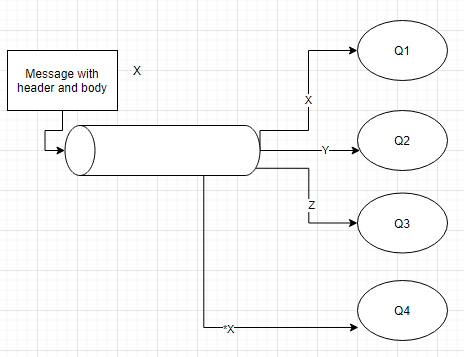 Message with
header and body
X
Q1
X
Y
Q2
Z
Q3
Q4
*X